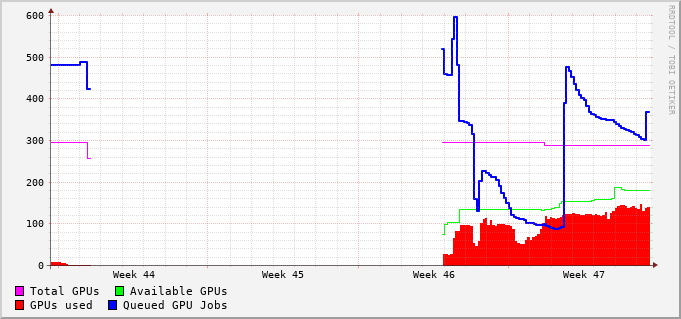 RRDTOOL / TOBI OETIKER
600
500
400
300
200
100
0
Week 44 Week 45 Week 46 Week 47
Total GPUs Available GPUs
GPUs used Queued GPU Jobs